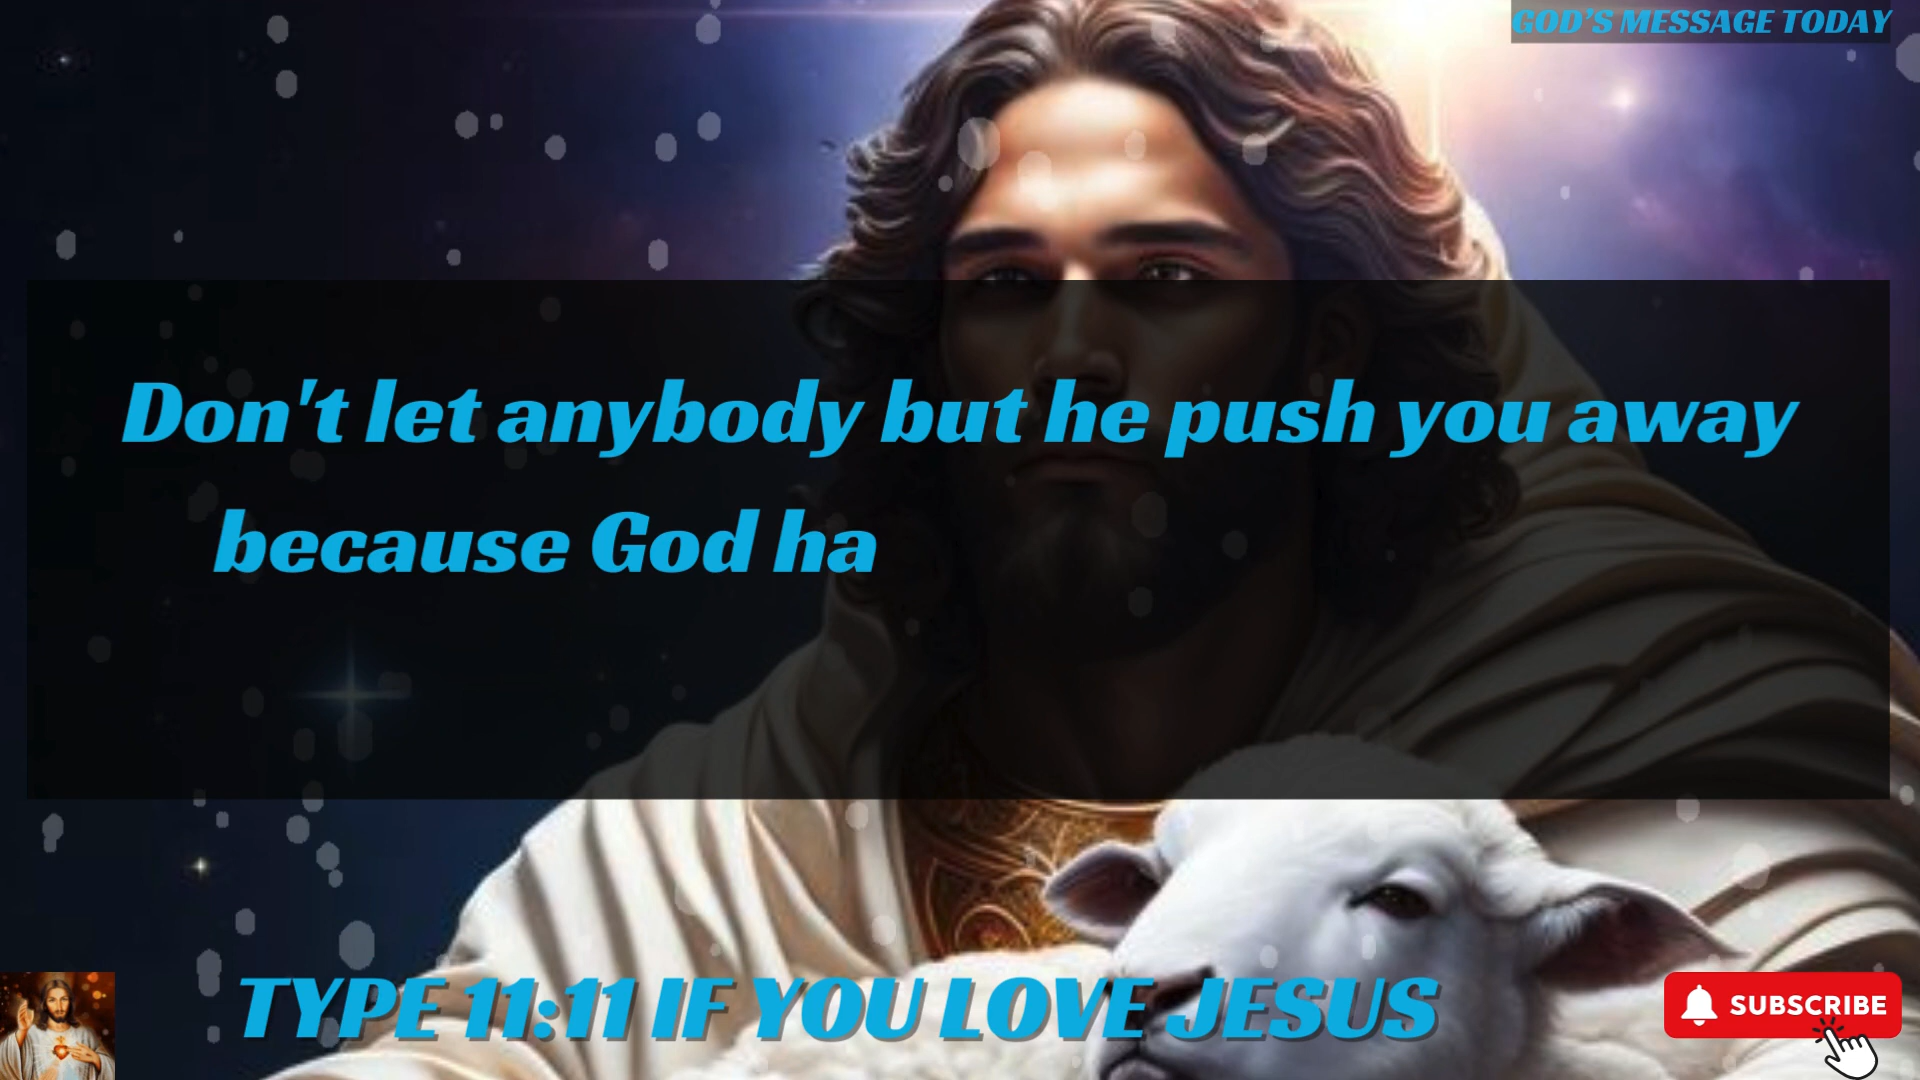 GOD'S MESSAGE TODAY
Don't let anybody but he push you away
because God ha
TYPE 11:11 IF YOU LOVE JESUS
SUBSCRIBE